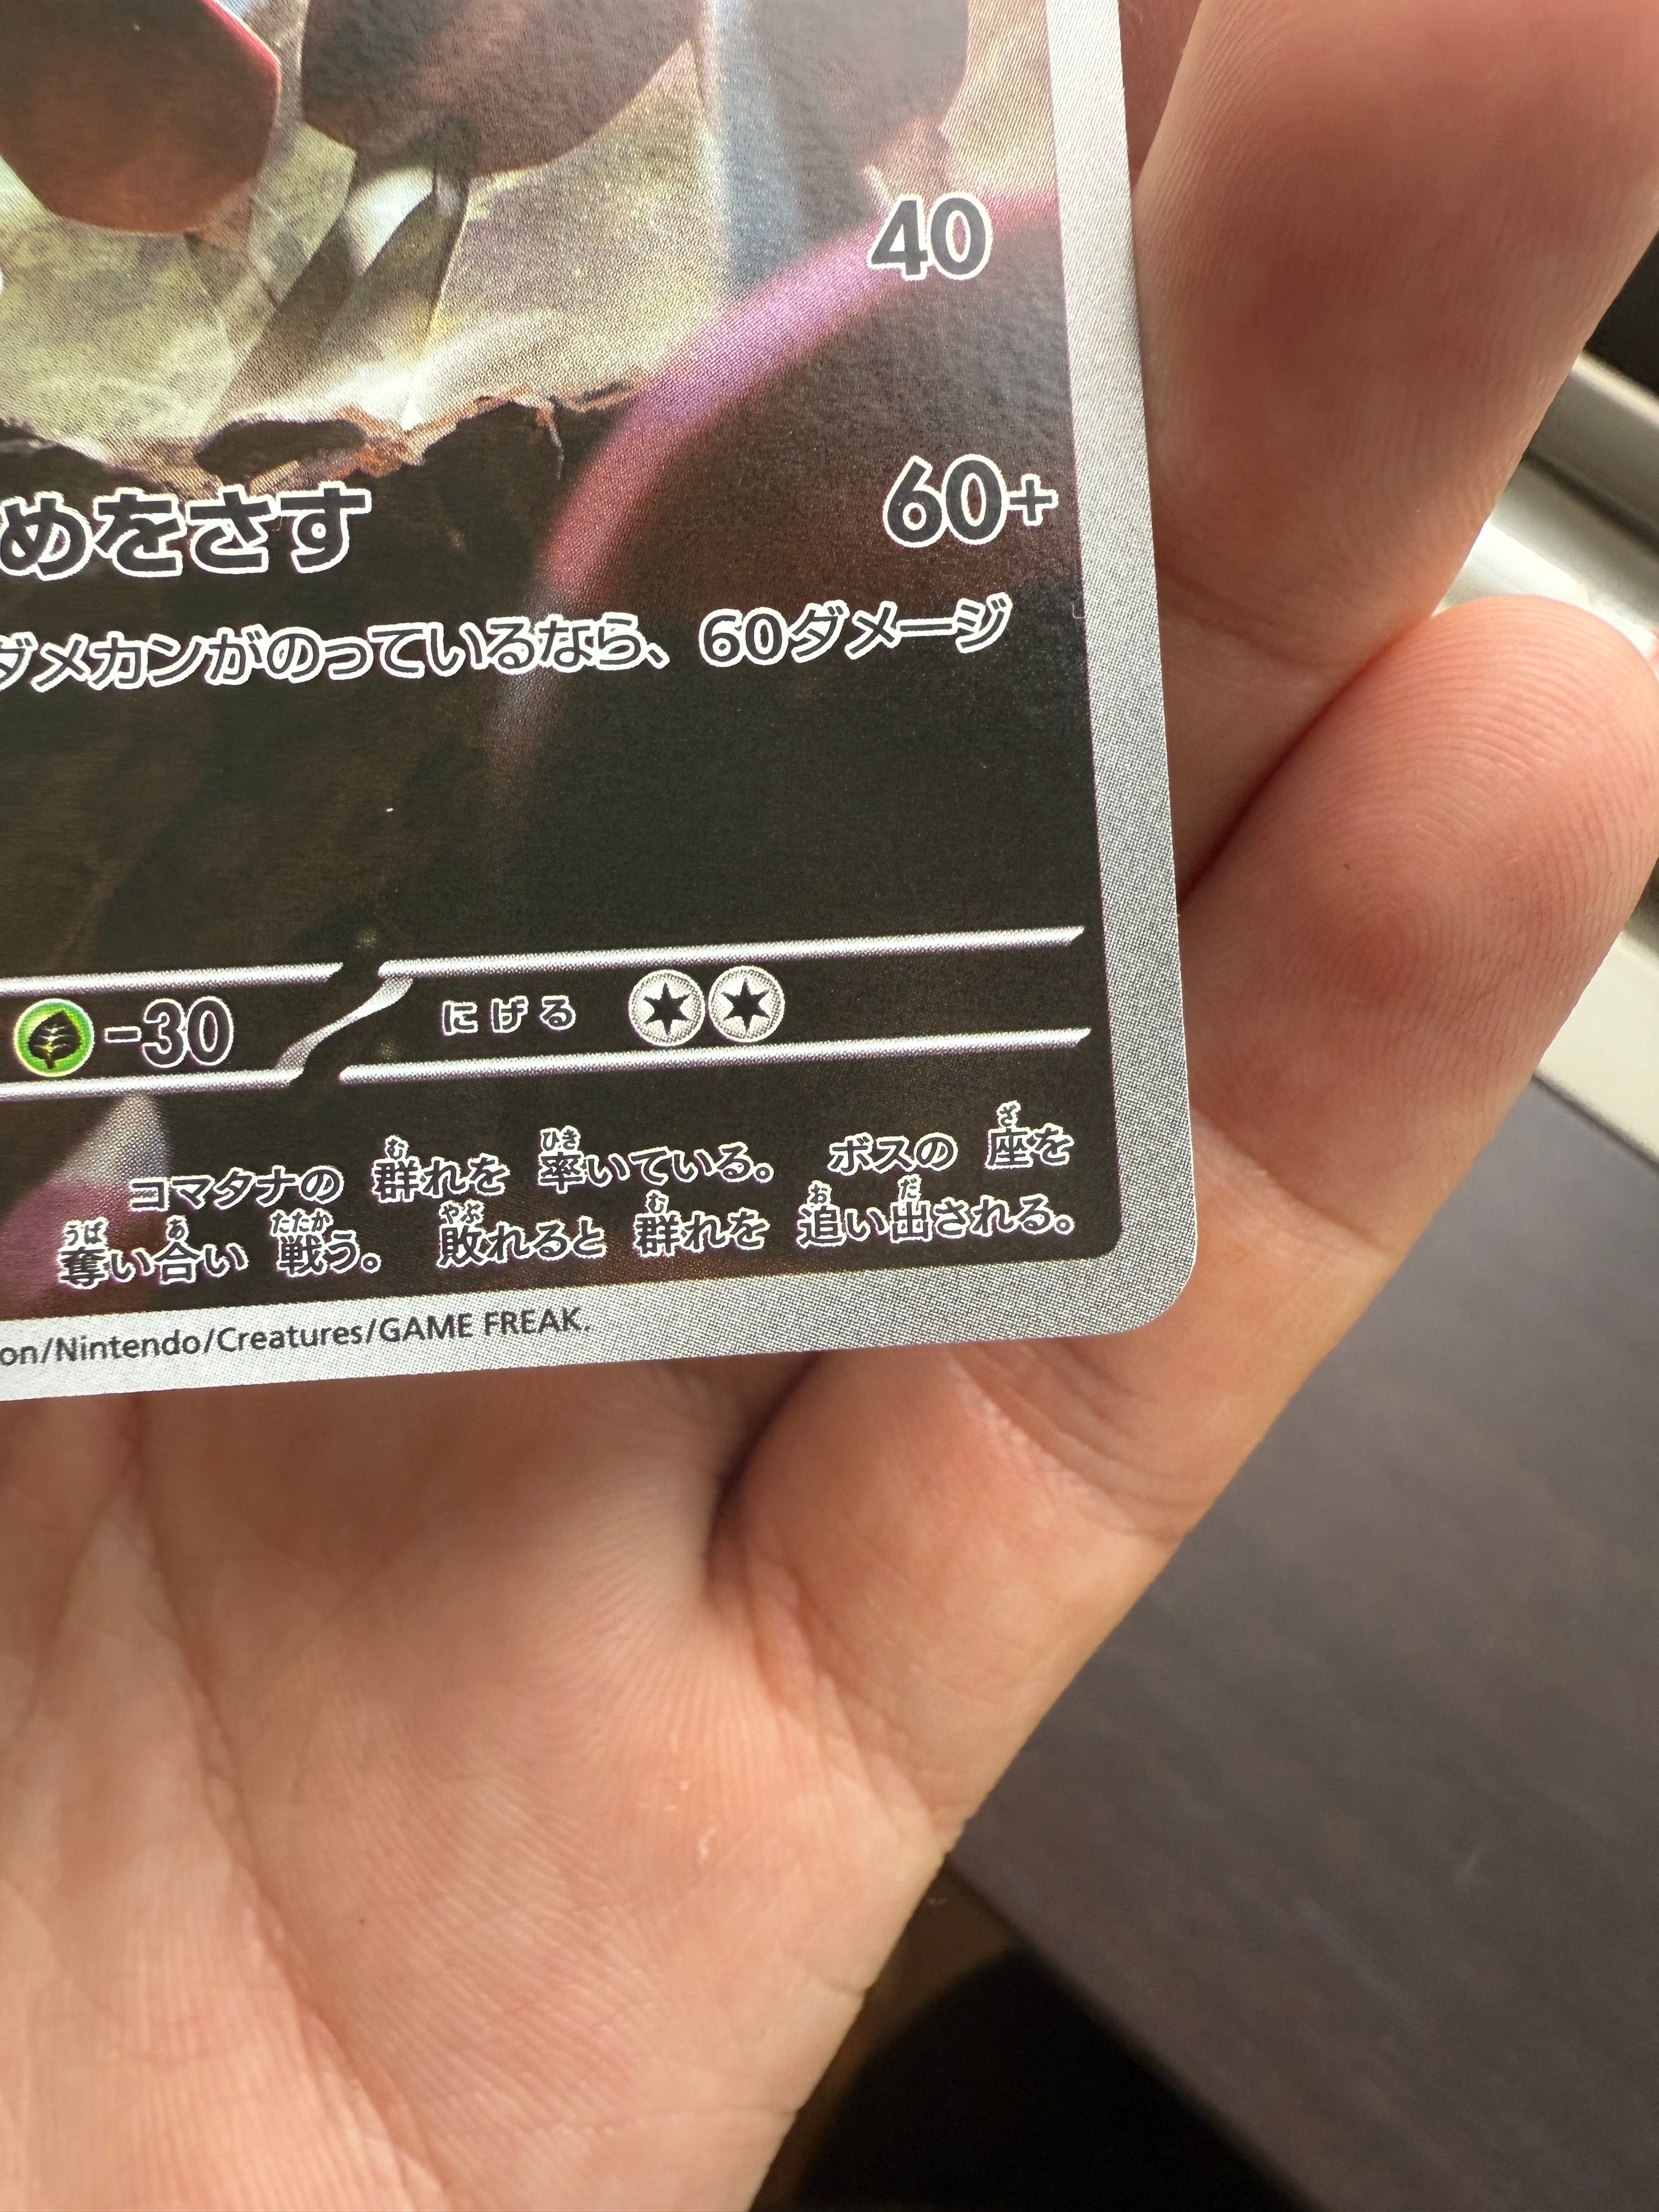 40
めをさす 60+
ダメカンがのっているなら、60ダメージ
-30 にげる
コマタナの 群れを 率いている。 ボスの 座を
奪い合い 戦う。 敗れると 群れを 追い出される。
on/Nintendo/Creatures/GAME FREAK.